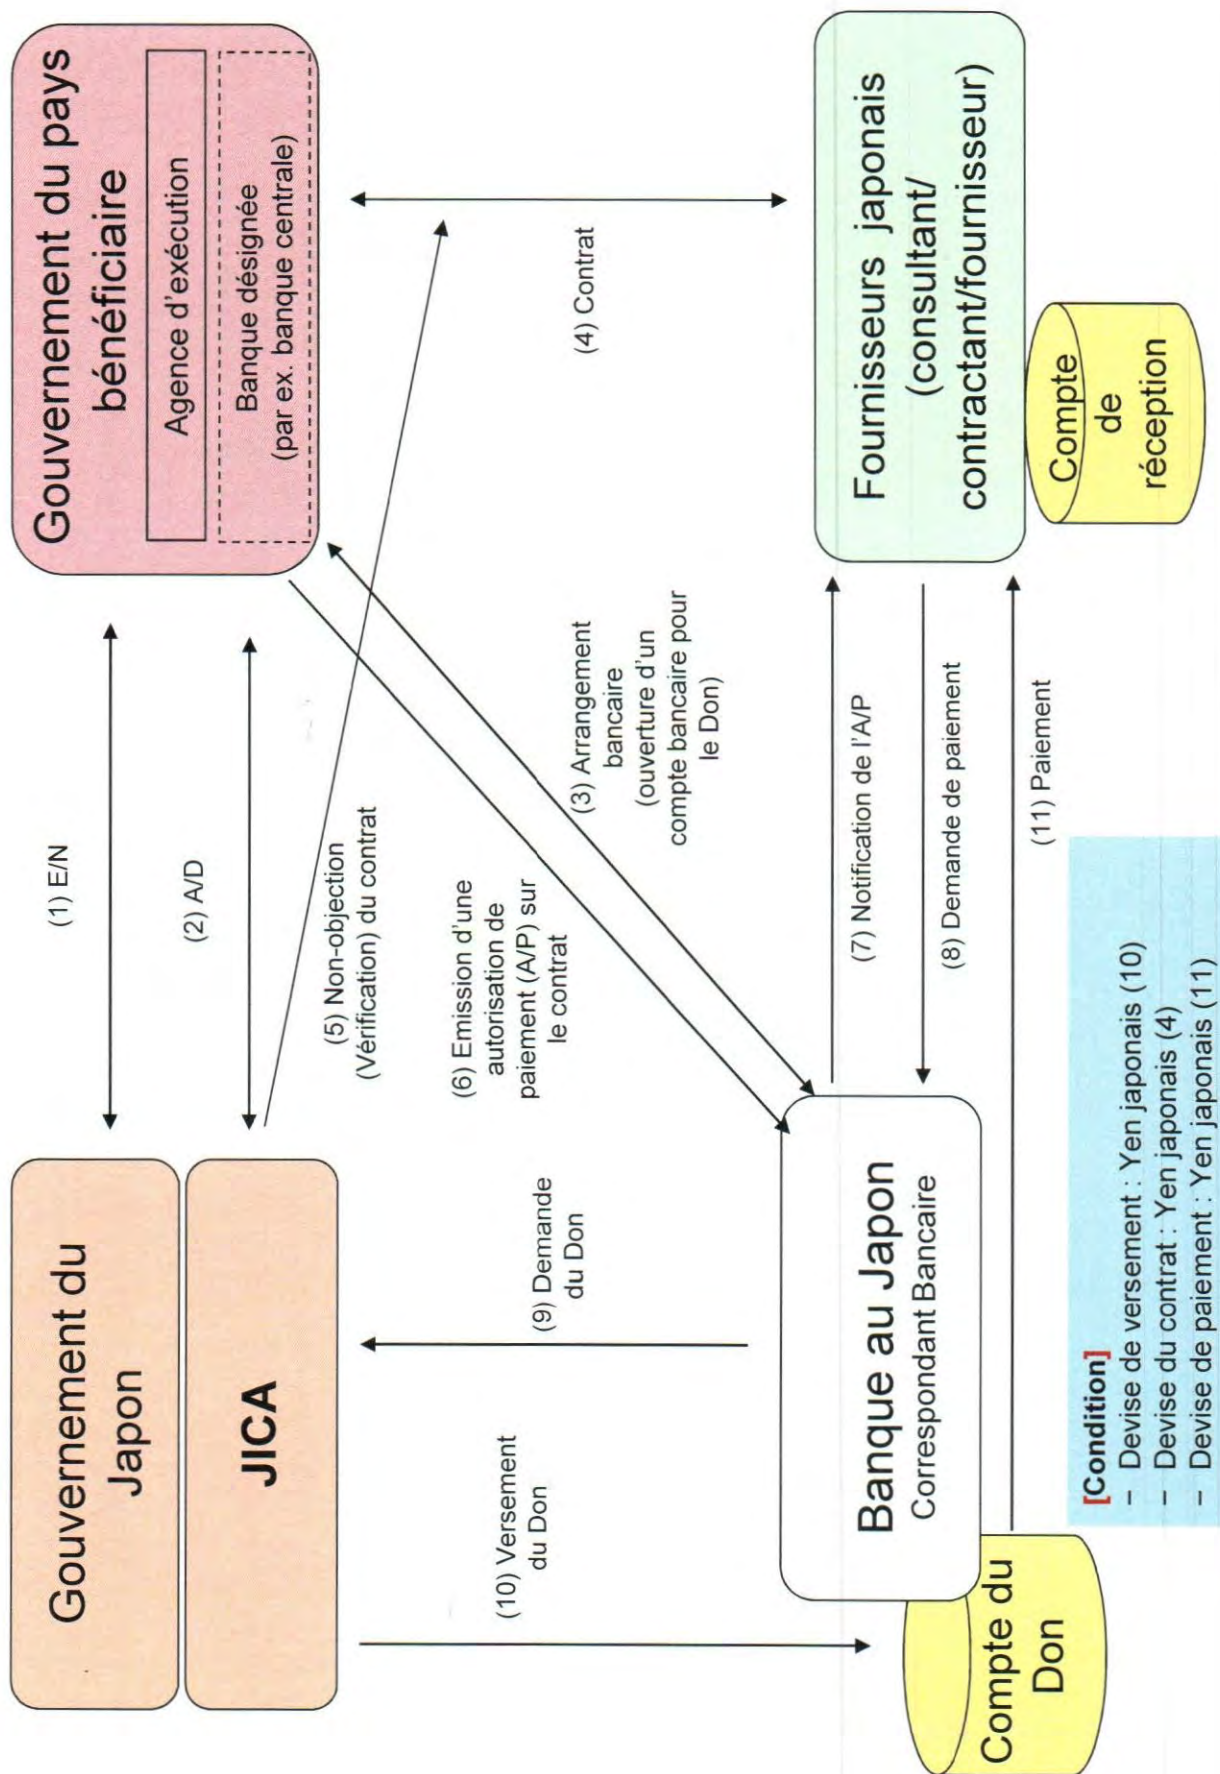 Gouvernement du
Japon
JICA
(1) E/N
(2) A/D
Gouvernement du pays
bénéficiaire
Agence d'exécution
Banque désignée
(par ex. banque centrale)
(5) Non-objection
(Vérification) du contrat
(6) Emission d'une
autorisation de
paiement (A/P) sur
le contrat
(3) Arrangement
bancaire
(ouverture d'un
compte bancaire pour
le Don)
(4) Contrat
(9) Demande
du Don
(10) Versement
du Don
Banque au Japon
Correspondant Bancaire
Compte du
Don
(7) Notification de l'A/P
(8) Demande de paiement
(11) Paiement
Fournisseurs japonais
(consultant/
contractant/fournisseur)
Compte
de
réception
[Condition]
– Devise de versement : Yen japonais (10)
– Devise du contrat : Yen japonais (4)
– Devise de paiement : Yen japonais (11)